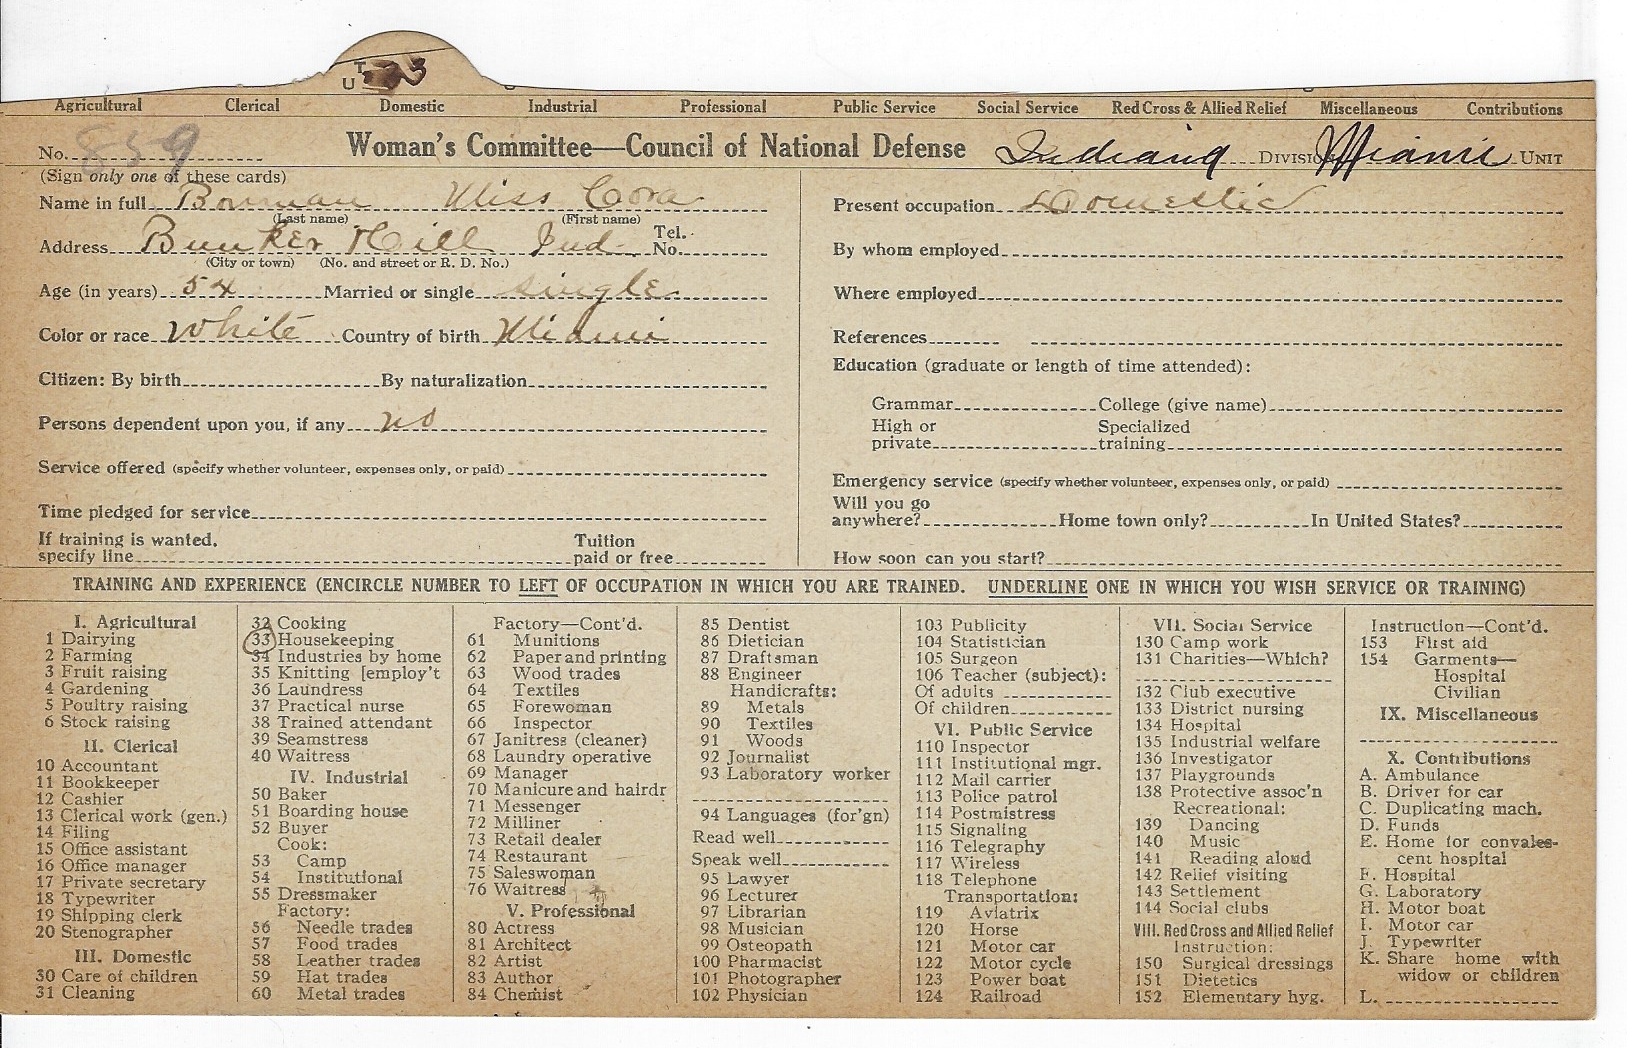 UT 3
Agricultural Clerical Domestic Industrial Professional Public Service Social Service Red Cross & Allied Relief Miscellaneous Contributions
No. 859
Woman's Committee—Council of National Defense Indiana Division Miami Unit
(Sign only one of these cards)
Name in full Bowman Miss Cora
(Last name) (First name)
Address Bunker Hill Ind. Tel. No.
(City or town) (No. and street or R. D. No.)
Age (in years) 54 Married or single single
Color or race White Country of birth Miami
Citizen: By birth By naturalization
Persons dependent upon you, if any no
Service offered (specify whether volunteer, expenses only, or paid)
Time pledged for service
If training is wanted, specify line Tuition paid or free
Present occupation Domestic
By whom employed
Where employed
References
Education (graduate or length of time attended):
Grammar College (give name)
High or private Specialized training
Emergency service (specify whether volunteer, expenses only, or paid)
Will you go anywhere? Home town only? In United States?
How soon can you start?
TRAINING AND EXPERIENCE (ENCIRCLE NUMBER TO LEFT OF OCCUPATION IN WHICH YOU ARE TRAINED. UNDERLINE ONE IN WHICH YOU WISH SERVICE OR TRAINING)
I. Agricultural
1 Dairying
2 Farming
3 Fruit raising
4 Gardening
5 Poultry raising
6 Stock raising
II. Clerical
10 Accountant
11 Bookkeeper
12 Cashier
13 Clerical work (gen.)
14 Filing
15 Office assistant
16 Office manager
17 Private secretary
18 Typewriter
19 Shipping clerk
20 Stenographer
III. Domestic
30 Care of children
31 Cleaning
32 Cooking
33 Housekeeping
34 Industries by home
35 Knitting [employ't
36 Laundress
37 Practical nurse
38 Trained attendant
39 Seamstress
40 Waitress
IV. Industrial
50 Baker
51 Boarding house
52 Buyer
Cook:
53 Camp
54 Institutional
55 Dressmaker
Factory:
56 Needle trades
57 Food trades
58 Leather trades
59 Hat trades
60 Metal trades
Factory—Cont'd.
61 Munitions
62 Paper and printing
63 Wood trades
64 Textiles
65 Forewoman
66 Inspector
67 Janitress (cleaner)
68 Laundry operative
69 Manager
70 Manicure and hairdr
71 Messenger
72 Milliner
73 Retail dealer
74 Restaurant
75 Saleswoman
76 Waitress
V. Professional
80 Actress
81 Architect
82 Artist
83 Author
84 Chemist
85 Dentist
86 Dietician
87 Draftsman
88 Engineer
Handicrafts:
89 Metals
90 Textiles
91 Woods
92 Journalist
93 Laboratory worker
94 Languages (for'gn)
Read well
Speak well
95 Lawyer
96 Lecturer
97 Librarian
98 Musician
99 Osteopath
100 Pharmacist
101 Photographer
102 Physician
103 Publicity
104 Statistician
105 Surgeon
106 Teacher (subject):
Of adults
Of children
VI. Public Service
110 Inspector
111 Institutional mgr.
112 Mail carrier
113 Police patrol
114 Postmistress
115 Signaling
116 Telegraphy
117 Wireless
118 Telephone
Transportation:
119 Aviatrix
120 Horse
121 Motor car
122 Motor cycle
123 Power boat
124 Railroad
VII. Social Service
130 Camp work
131 Charities—Which?
132 Club executive
133 District nursing
134 Hospital
135 Industrial welfare
136 Investigator
137 Playgrounds
138 Protective assoc'n
Recreational:
139 Dancing
140 Music
141 Reading aloud
142 Relief visiting
143 Settlement
144 Social clubs
VIII. Red Cross and Allied Relief
Instruction:
150 Surgical dressings
151 Dietetics
152 Elementary hyg.
Instruction—Cont'd.
153 First aid
154 Garments—
Hospital
Civilian
IX. Miscellaneous
X. Contributions
A. Ambulance
B. Driver for car
C. Duplicating mach.
D. Funds
E. Home for convales-
cent hospital
F. Hospital
G. Laboratory
H. Motor boat
I. Motor car
J. Typewriter
K. Share home with
widow or children
L.